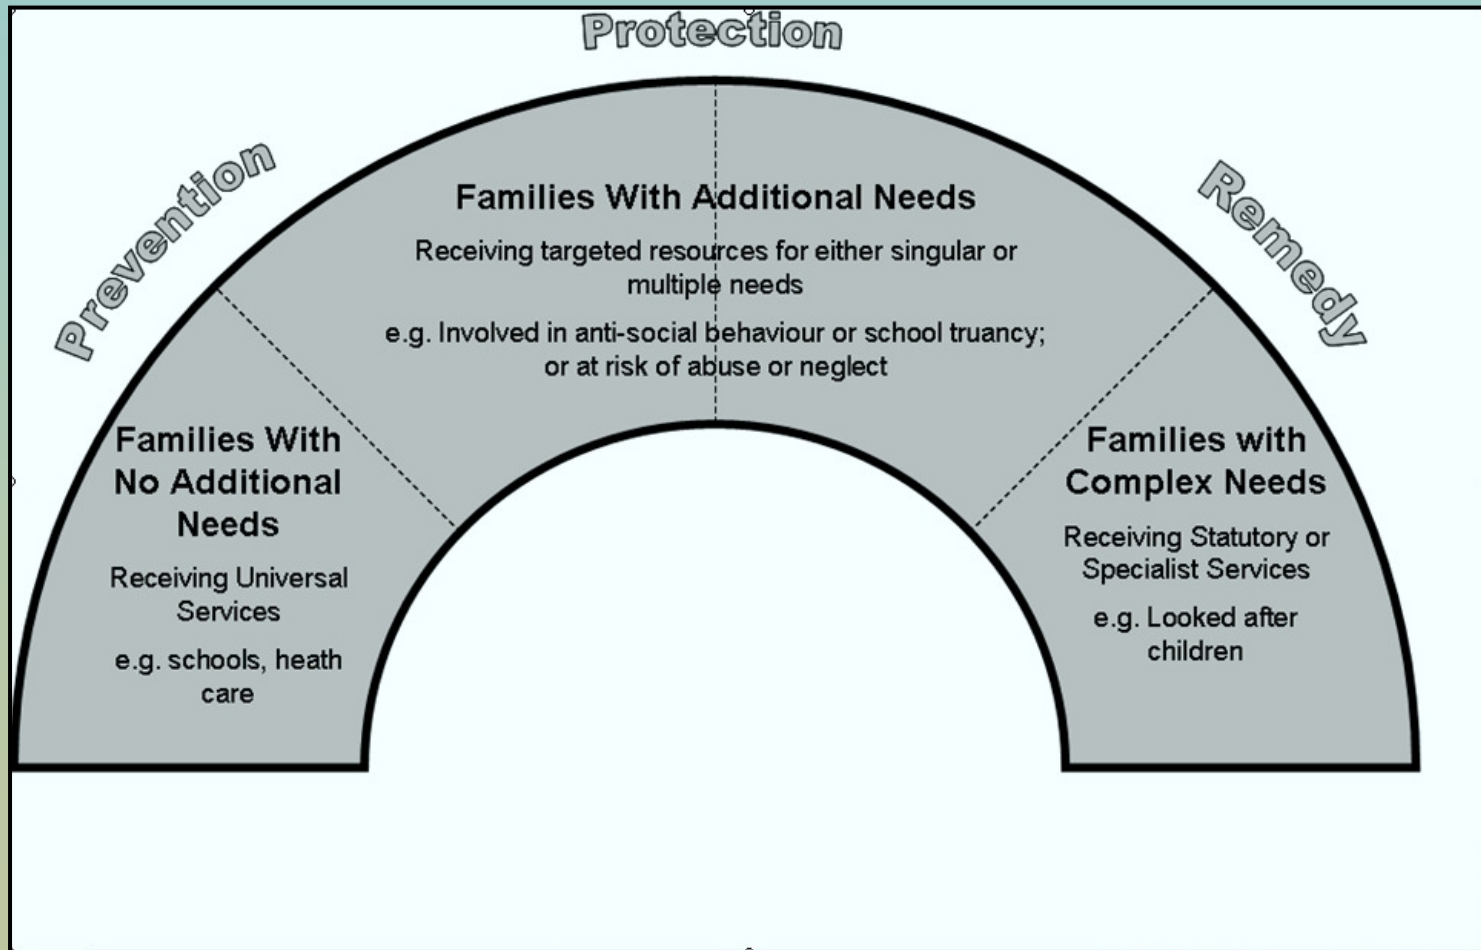 Protection
Prevention
Remedy
Families With Additional Needs
Receiving targeted resources for either singular or
multiple needs
e.g. Involved in anti-social behaviour or school truancy;
or at risk of abuse or neglect
Families With
No Additional
Needs
Receiving Universal
Services
e.g. schools, heath
care
Families with
Complex Needs
Receiving Statutory or
Specialist Services
e.g. Looked after
children